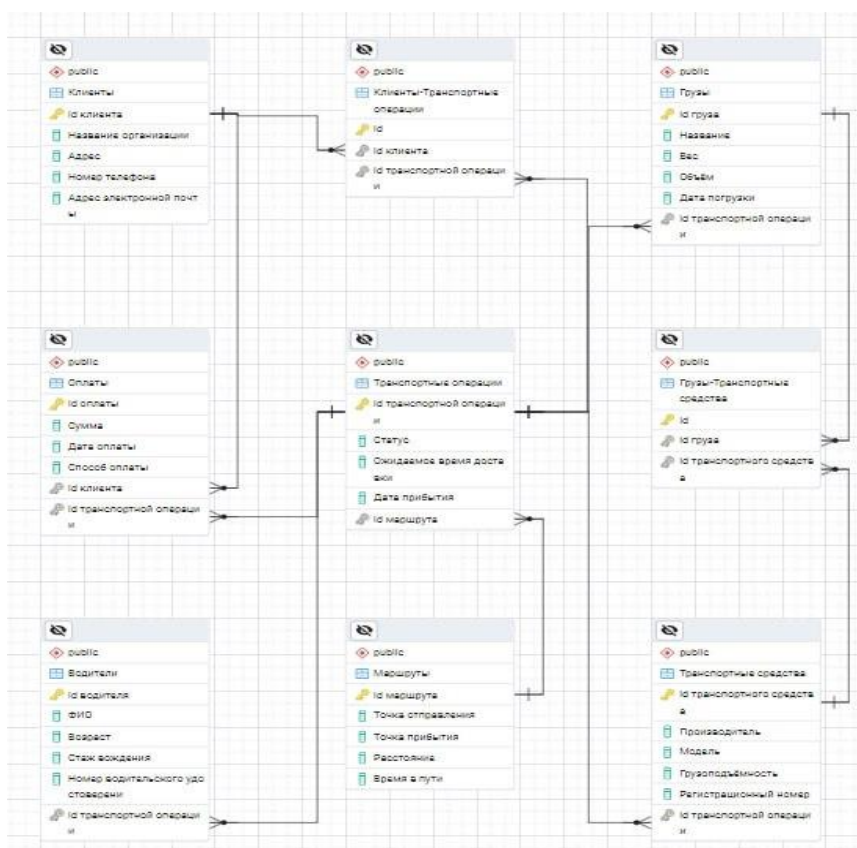 public
Клиенты
Id клиента
Название организации
Адрес
Номер телефона
Адрес электронной почт
ы
public
Клиенты-Транспортные
операции
Id
Id клиента
Id транспортной операци
и
public
Грузы
Id груза
Название
Вес
Объём
Дата погрузки
Id транспортной операци
и
public
Оплаты
Id оплаты
Сумма
Дата оплаты
Способ оплаты
Id клиента
Id транспортной операци
и
public
Транспортные операции
Id транспортной операци
и
Статус
Ожидаемое время доста
вки
Дата прибытия
Id маршрута
public
Грузы-Транспортные
средства
Id
Id груза
Id транспортного средств
а
public
Водители
Id водителя
ФИО
Возраст
Стаж вождения
Номер водительского удо
стоверени
Id транспортной операци
и
public
Маршруты
Id маршрута
Точка отправления
Точка прибытия
Расстояние
Время в пути
public
Транспортные средства
Id транспортного средств
а
Производитель
Модель
Грузоподъёмность
Регистрационный номер
Id транспортной операци
и